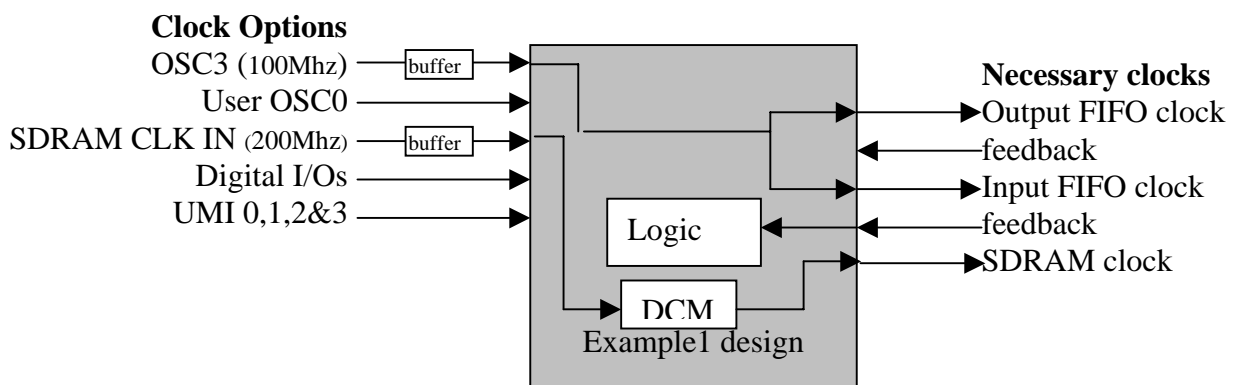 Clock Options
OSC3 (100Mhz)
buffer
User OSC0
SDRAM CLK IN (200Mhz)
buffer
Digital I/Os
UMI 0,1,2&3
Logic
DCM
Example1 design
Necessary clocks
Output FIFO clock
feedback
Input FIFO clock
feedback
SDRAM clock